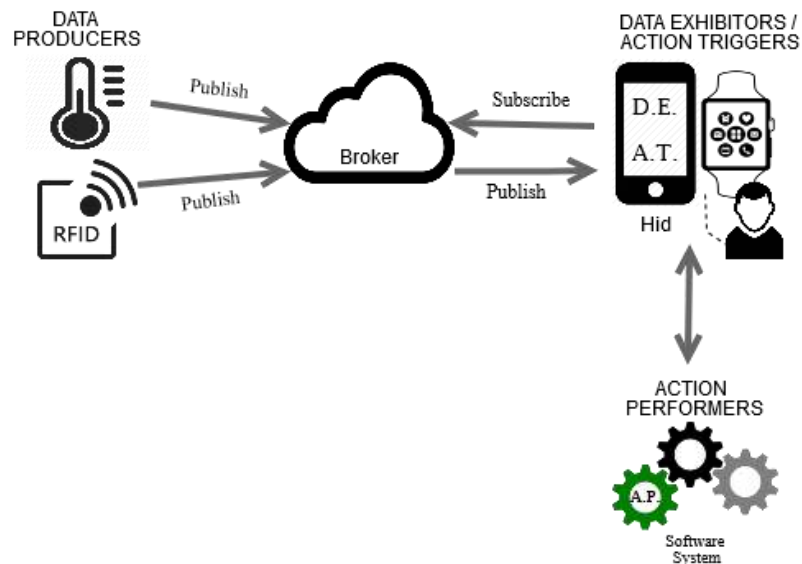 DATA
PRODUCERS
Publish
Publish
RFID
Broker
Subscribe
Publish
DATA EXHIBITORS /
ACTION TRIGGERS
D.E.
A.T.
Hid
ACTION
PERFORMERS
A.P.
Software
System